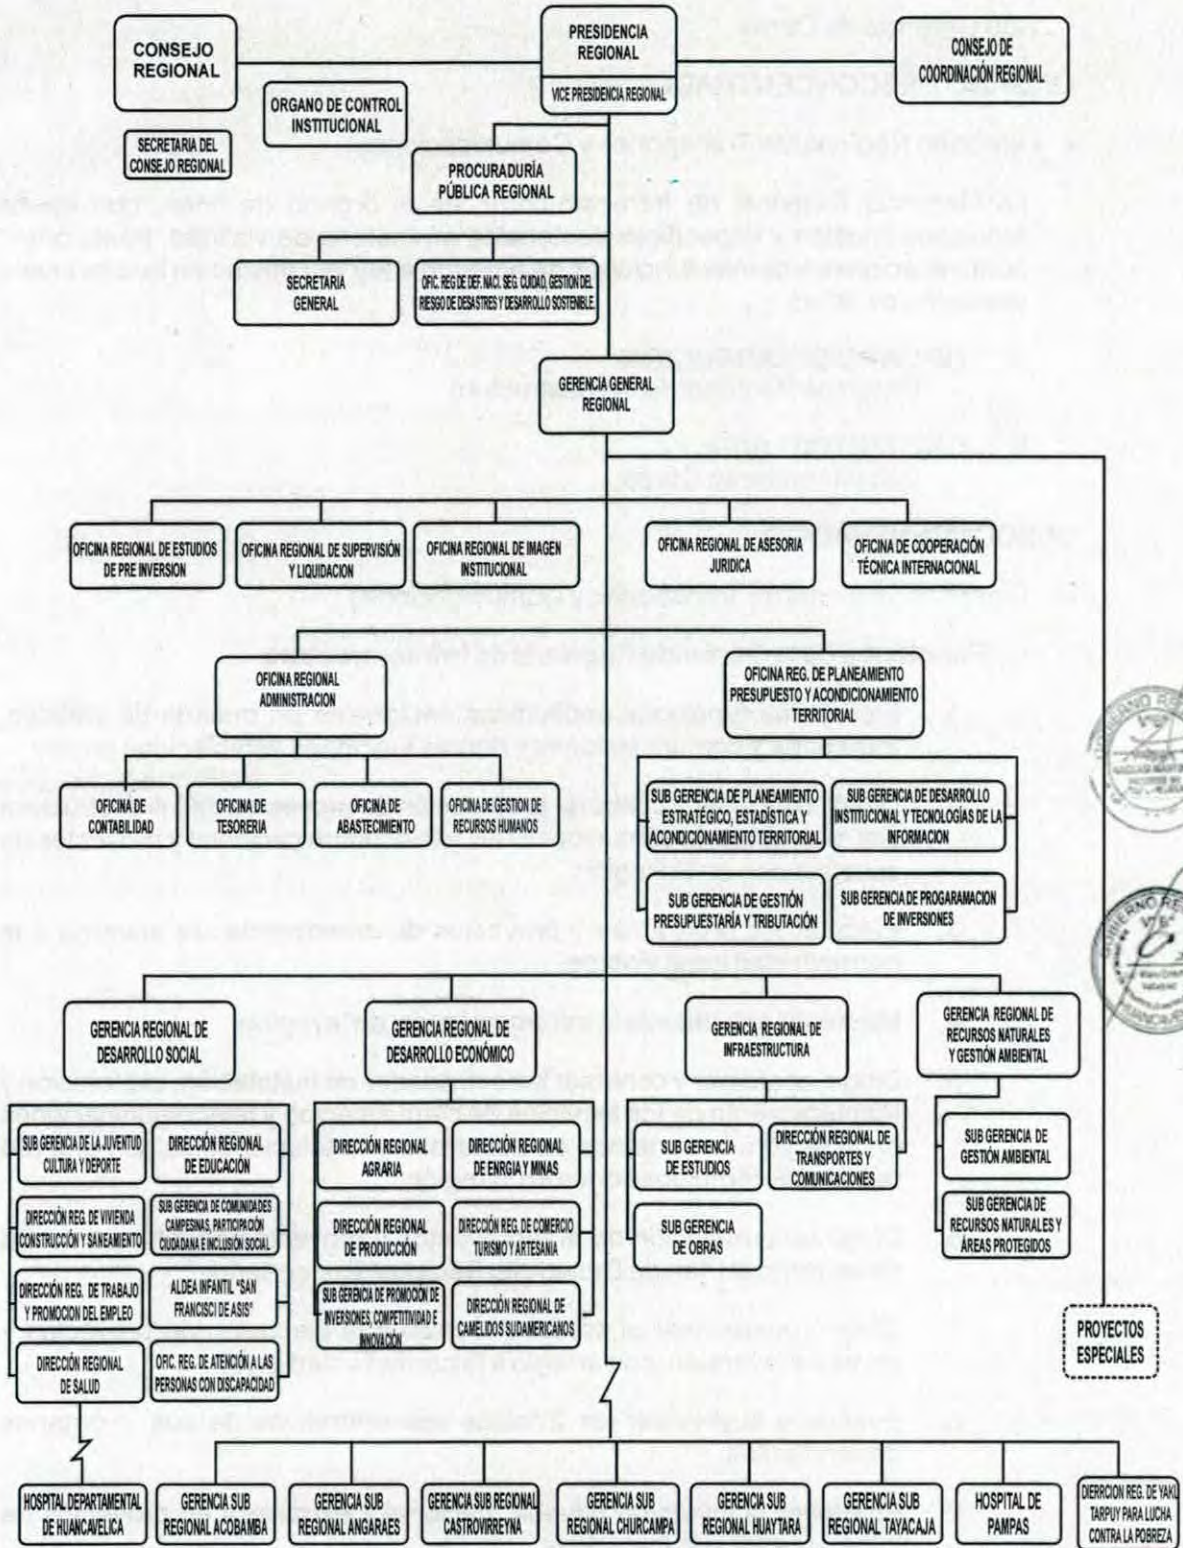 CONSEJO
REGIONAL
PRESIDENCIA
REGIONAL
VICE PRESIDENCIA REGIONAL
CONSEJO DE
COORDINACIÓN REGIONAL
ORGANO DE CONTROL
INSTITUCIONAL
SECRETARIA DEL
CONSEJO REGIONAL
PROCURADURÍA
PÚBLICA REGIONAL
SECRETARIA
GENERAL
OFIC. REG DE DEF. NACI. SEG. CUIDAD, GESTION DEL
RIESGO DE DESASTRES Y DESARROLLO SOSTENIBLE.
GERENCIA GENERAL
REGIONAL
OFICINA REGIONAL DE ESTUDIOS
DE PRE INVERSION
OFICINA REGIONAL DE SUPERVISIÓN
Y LIQUIDACION
OFICINA REGIONAL DE IMAGEN
INSTITUCIONAL
OFICINA REGIONAL DE ASESORIA
JURIDICA
OFICINA DE COOPERACIÓN
TÉCNICA INTERNACIONAL
OFICINA REGIONAL
ADMINISTRACION
OFICINA REG. DE PLANEAMIENTO
PRESUPUESTO Y ACONDICIONAMIENTO
TERRITORIAL
OFICINA DE
CONTABILIDAD
OFICINA DE
TESORERIA
OFICINA DE
ABASTECIMIENTO
OFICINA DE GESTION DE
RECURSOS HUMANOS
SUB GERENCIA DE PLANEAMIENTO
ESTRATÉGICO, ESTADÍSTICA Y
ACONDICIONAMIENTO TERRITORIAL
SUB GERENCIA DE DESARROLLO
INSTITUCIONAL Y TECNOLOGÍAS DE LA
INFORMACION
SUB GERENCIA DE GESTIÓN
PRESUPUESTARÍA Y TRIBUTACIÓN
SUB GERENCIA DE PROGARAMACION
DE INVERSIONES
GERENCIA REGIONAL DE
DESARROLLO SOCIAL
GERENCIA REGIONAL DE
DESARROLLO ECONÓMICO
GERENCIA REGIONAL DE
INFRAESTRUCTURA
GERENCIA REGIONAL DE
RECURSOS NATURALES
Y GESTIÓN AMBIENTAL
SUB GERENCIA DE LA JUVENTUD
CULTURA Y DEPORTE
DIRECCIÓN REGIONAL
DE EDUCACIÓN
DIRECCIÓN REG. DE VIVIENDA
CONSTRUCCIÓN Y SANEAMIENTO
SUB GERENCIA DE COMUNIDADES
CAMPESINAS, PARTICIPACIÓN
CIUDADANA E INCLUSIÓN SOCIAL
DIRECCIÓN REG. DE TRABAJO
Y PROMOCION DEL EMPLEO
ALDEA INFANTIL "SAN
FRANCISCI DE ASIS"
DIRECCIÓN REGIONAL
DE SALUD
OFIC. REG. DE ATENCIÓN A LAS
PERSONAS CON DISCAPACIDAD
DIRECCIÓN REGIONAL
AGRARIA
DIRECCIÓN REGIONAL
DE ENRGIA Y MINAS
DIRECCIÓN REGIONAL
DE PRODUCCIÓN
DIRECCIÓN REG. DE COMERCIO
TURISMO Y ARTESANIA
SUB GERENCIA DE PROMOCIÓN DE
INVERSIONES, COMPETITIVIDAD E
INNOVACIÓN
DIRECCIÓN REGIONAL DE
CAMELIDOS SUDAMERICANOS
SUB GERENCIA
DE ESTUDIOS
DIRECCIÓN REGIONAL DE
TRANSPORTES Y
COMUNICACIONES
SUB GERENCIA
DE OBRAS
SUB GERENCIA DE
GESTIÓN AMBIENTAL
SUB GERENCIA DE
RECURSOS NATURALES Y
ÁREAS PROTEGIDOS
PROYECTOS
ESPECIALES
HOSPITAL DEPARTAMENTAL
DE HUANCAVELICA
GERENCIA SUB
REGIONAL ACOBAMBA
GERENCIA SUB
REGIONAL ANGARAES
GERENCIA SUB REGIONAL
CASTROVIRREYNA
GERENCIA SUB
REGIONAL CHURCAMPA
GERENCIA SUB
REGIONAL HUAYTARA
GERENCIA SUB
REGIONAL TAYACAJA
HOSPITAL DE
PAMPAS
DIERRCION REG. DE YAKU
TARPUY PARA LUCHA
CONTRA LA POBREZA